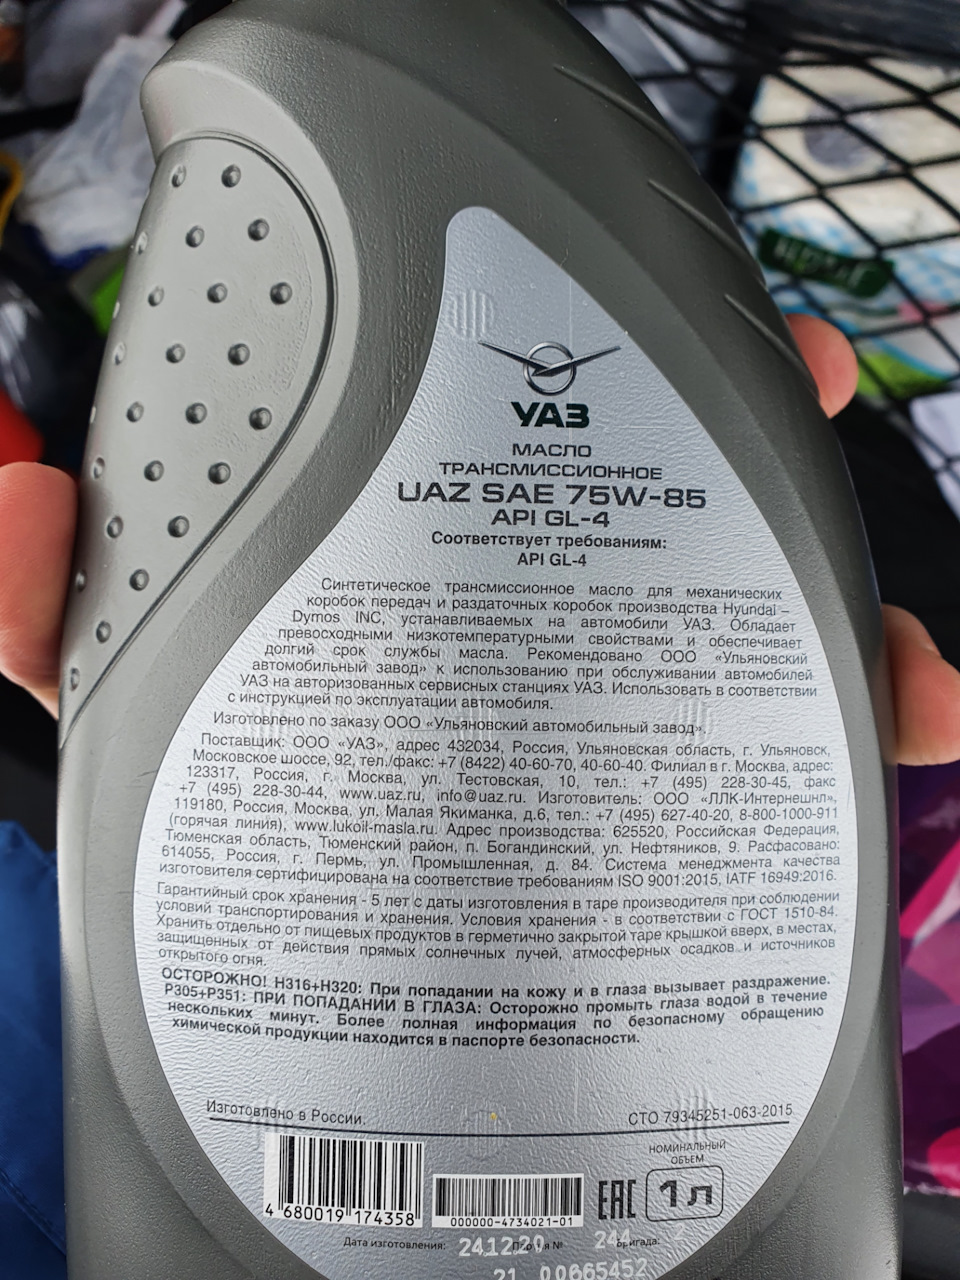 УАЗ
МАСЛО
ТРАНСМИССИОННОЕ
UAZ SAE 75W-85
API GL-4
Соответствует требованиям:
API GL-4
Синтетическое трансмиссионное масло для механических
коробок передач и раздаточных коробок производства Hyundai –
Dymos INC, устанавливаемых на автомобили УАЗ. Обладает
превосходными низкотемпературными свойствами и обеспечивает
долгий срок службы масла. Рекомендовано ООО «Ульяновский
автомобильный завод» к использованию при обслуживании автомобилей
УАЗ на авторизованных сервисных станциях УАЗ. Использовать в соответствии
с инструкцией по эксплуатации автомобиля.
Изготовлено по заказу ООО «Ульяновский автомобильный завод».
Поставщик: ООО «УАЗ», адрес 432034, Россия, Ульяновская область, г. Ульяновск,
Московское шоссе, 92, тел./факс: +7 (8422) 40-60-70, 40-60-40. Филиал в г. Москва, адрес:
123317, Россия, г. Москва, ул. Тестовская, 10, тел.: +7 (495) 228-30-45, факс
+7 (495) 228-30-44, www.uaz.ru, info@uaz.ru. Изготовитель: ООО «ЛЛК-Интернешнл»,
119180, Россия, Москва, ул. Малая Якиманка, д.6, тел.: +7 (495) 627-40-20, 8-800-1000-911
(горячая линия), www.lukoil-masla.ru. Адрес производства: 625520, Российская Федерация,
Тюменская область, Тюменский район, п. Богандинский, ул. Нефтяников, 9. Расфасовано:
614055, Россия, г. Пермь, ул. Промышленная, д. 84. Система менеджмента качества
изготовителя сертифицирована на соответствие требованиям ISO 9001:2015, IATF 16949:2016.
Гарантийный срок хранения - 5 лет с даты изготовления в таре производителя при соблюдении
условий транспортирования и хранения. Условия хранения - в соответствии с ГОСТ 1510-84.
Хранить отдельно от пищевых продуктов в герметично закрытой таре крышкой вверх, в местах,
защищенных от действия прямых солнечных лучей, атмосферных осадков и источников
открытого огня.
ОСТОРОЖНО! H316+H320: При попадании на кожу и в глаза вызывает раздражение.
P305+P351: ПРИ ПОПАДАНИИ В ГЛАЗА: Осторожно промыть глаза водой в течение
нескольких минут. Более полная информация по безопасному обращению
химической продукции находится в паспорте безопасности.
Изготовлено в России.
СТО 79345251-063-2015
НОМИНАЛЬНЫЙ
ОБЪЕМ
1 л
EAC
4 680019 174358
000000-4734021-01
Дата изготовления: 24.12.20 Партия № 244 Бригада:
21 00665452